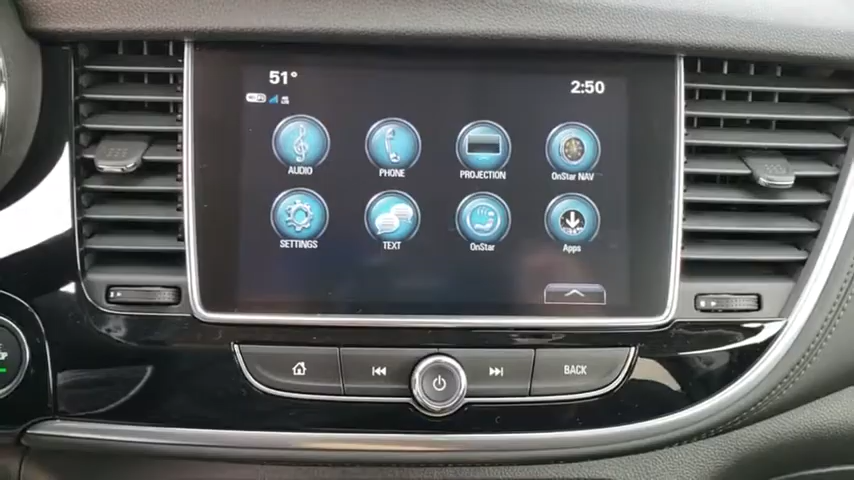 51°
2:50
AUDIO
PHONE
PROJECTION
OnStar NAV
SETTINGS
TEXT
OnStar
Apps
BACK